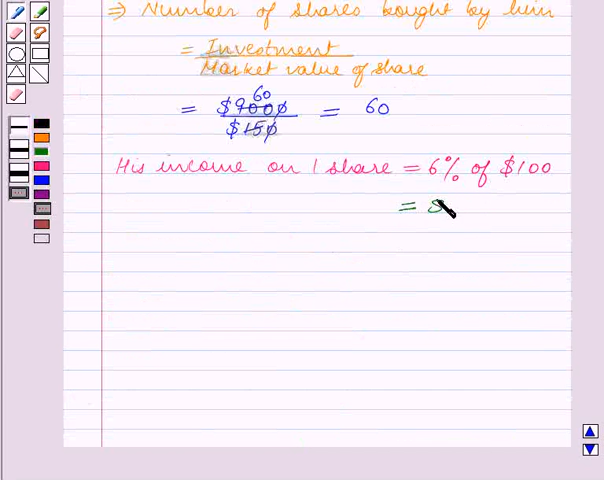 ⇒ Number of shares bought by him
= Investment / Market value of share
= $9000 / $150 = 60
60
His income on 1 share = 6% of $100
=